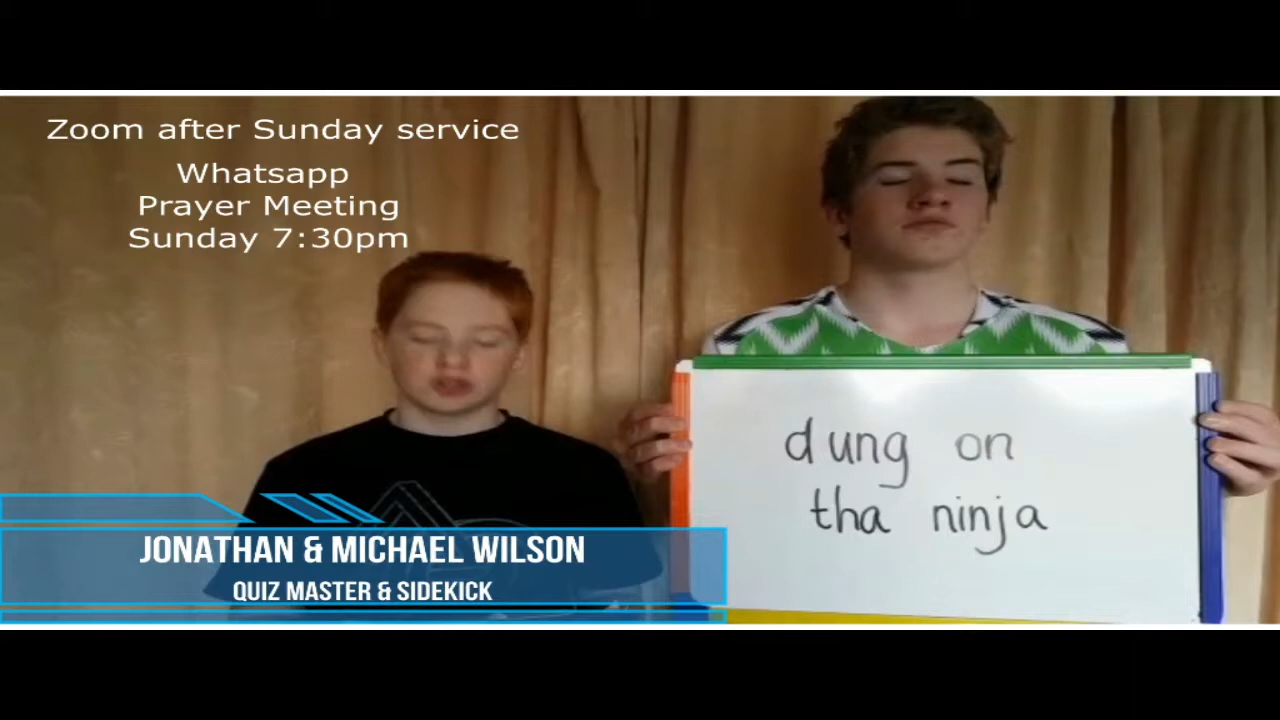 Zoom after Sunday service
Whatsapp
Prayer Meeting
Sunday 7:30pm
dung on
tha ninja
JONATHAN & MICHAEL WILSON
QUIZ MASTER & SIDEKICK